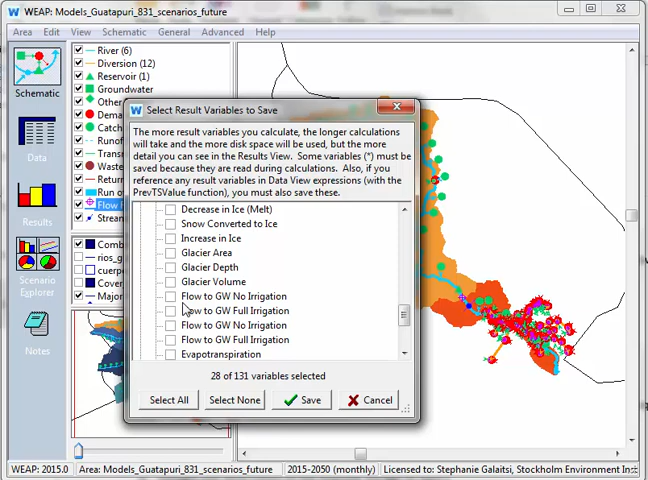 WEAP: Models_Guatapuri_831_scenarios_future
Area Edit View Schematic General Advanced Help
Schematic
Data
Results
Scenario
Explorer
Notes
River (6)
Diversion (12)
Reservoir (1)
Groundwater
Other
Dema
Catch
Runof
Transm
Waste
Return
Run o
Flow R
Stream
Comb
rios_
cuerpe
Cover
Major
Select Result Variables to Save
The more result variables you calculate, the longer calculations
will take and the more disk space will be used, but the more
detail you can see in the Results View. Some variables (*) must be
saved because they are read during calculations. Also, if you
reference any result variables in Data View expressions (with the
PrevTSValue function), you must also save these.
Decrease in Ice (Melt)
Snow Converted to Ice
Increase in Ice
Glacier Area
Glacier Depth
Glacier Volume
Flow to GW No Irrigation
Flow to GW Full Irrigation
Flow to GW No Irrigation
Flow to GW Full Irrigation
Evapotranspiration
28 of 131 variables selected
Select All Select None Save Cancel
WEAP: 2015.0 Area: Models_Guatapuri_831_scenarios_future 2015-2050 (monthly) Licensed to: Stephanie Galaitsi, Stockholm Environment Insti